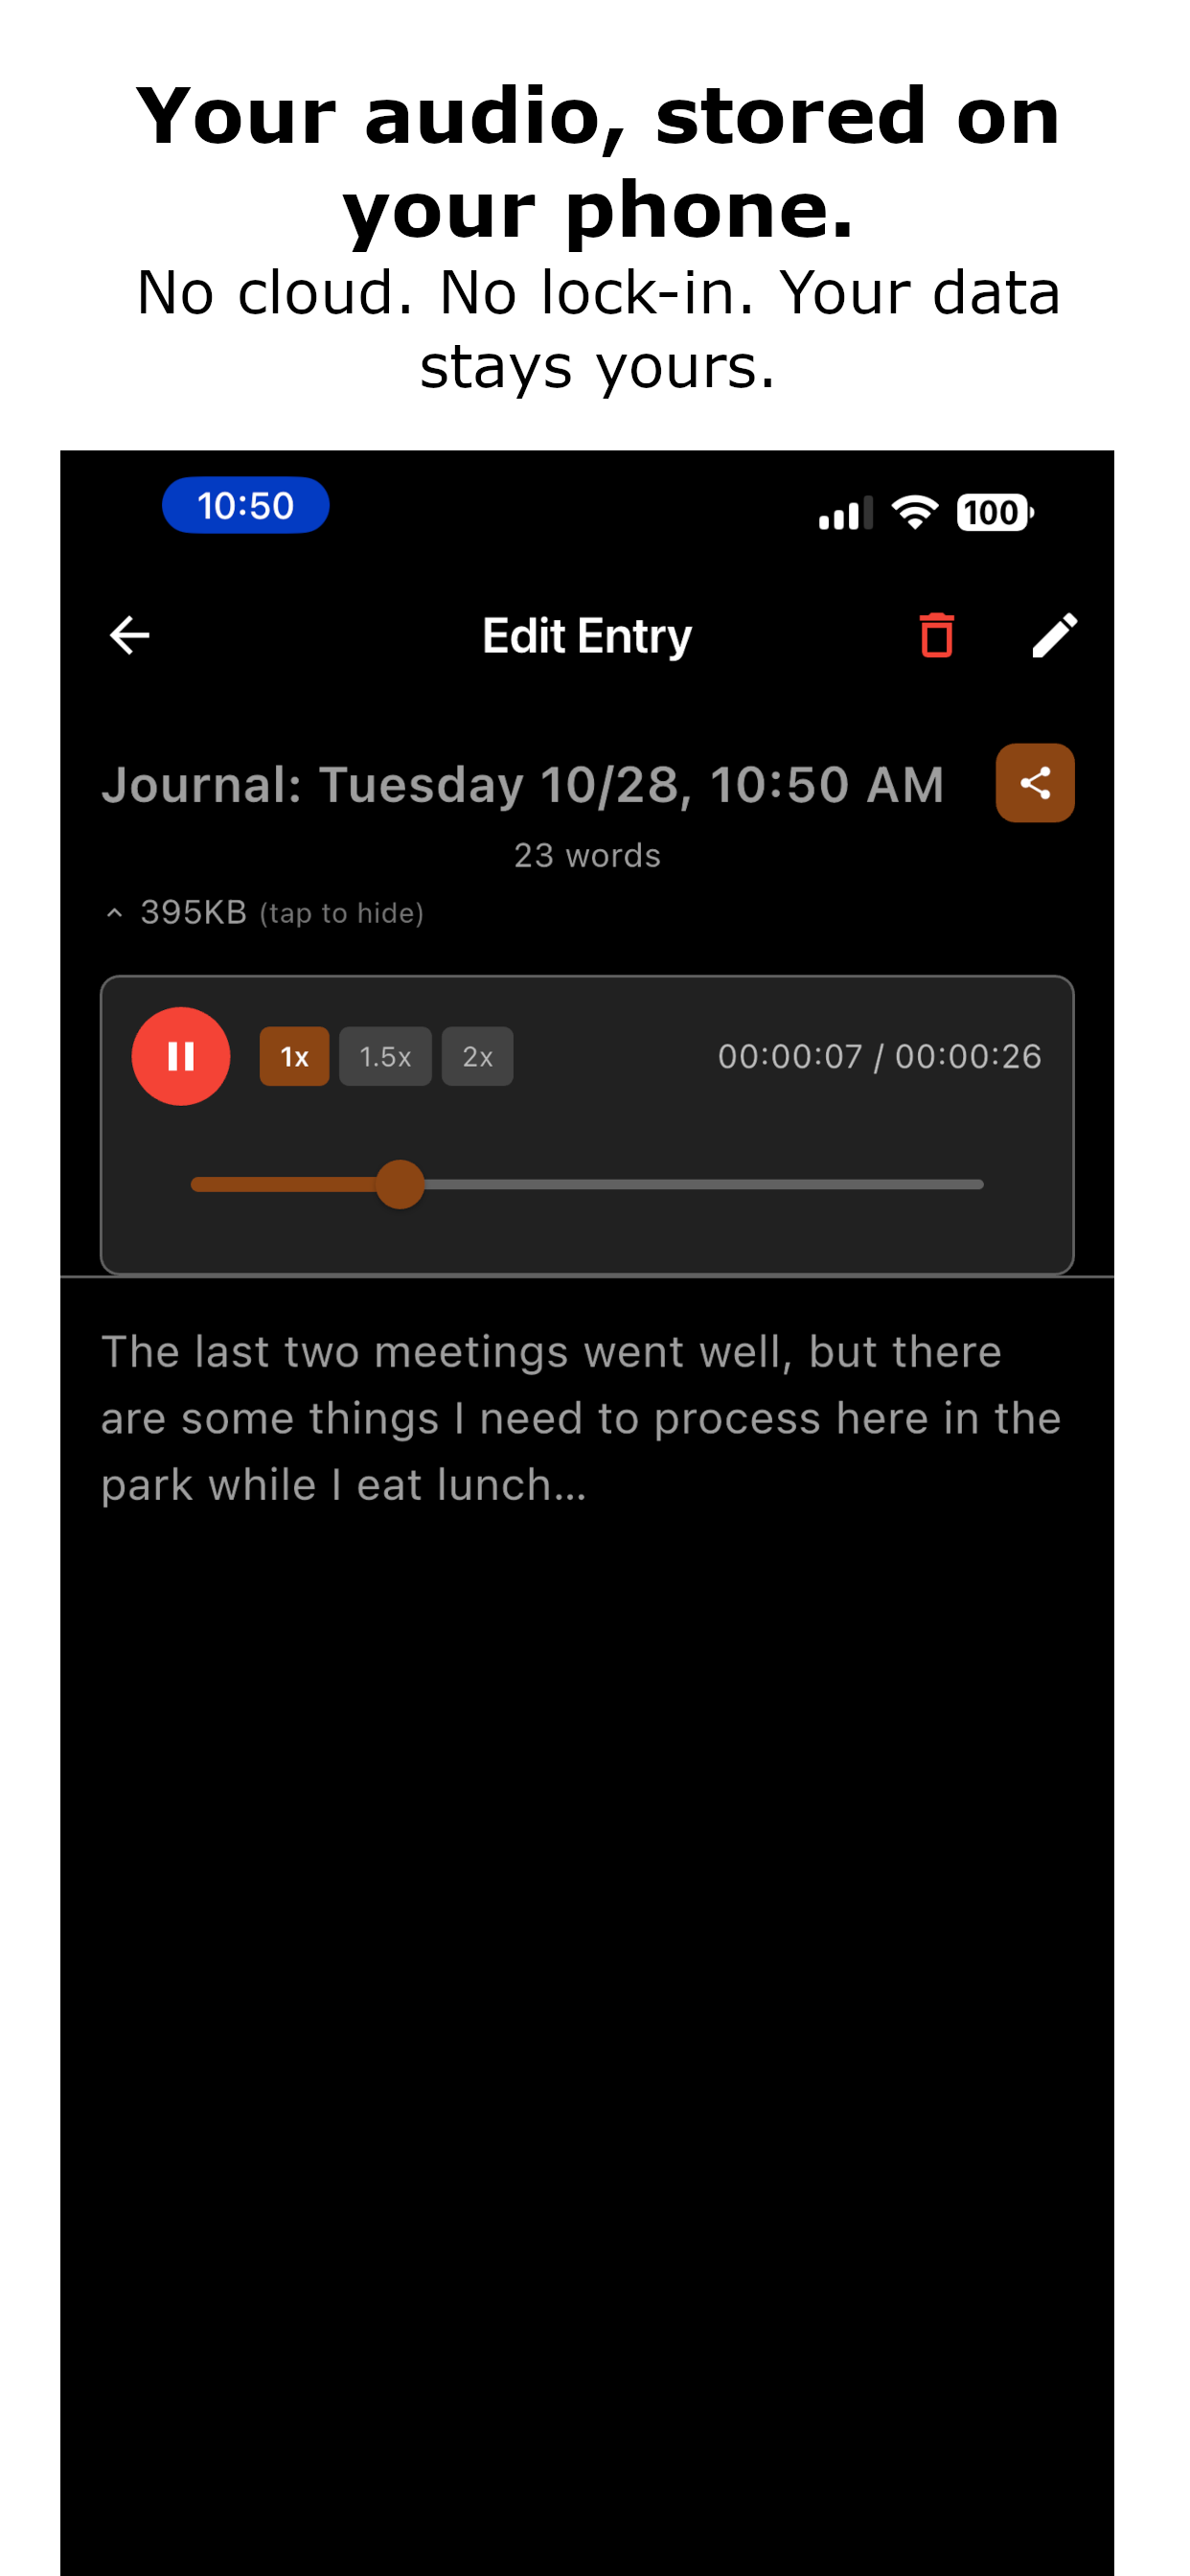 Your audio, stored on
your phone.
No cloud. No lock-in. Your data
stays yours.
10:50
100
Edit Entry
Journal: Tuesday 10/28, 10:50 AM
23 words
395KB (tap to hide)
1x 1.5x 2x 00:00:07 / 00:00:26
The last two meetings went well, but there
are some things I need to process here in the
park while I eat lunch...